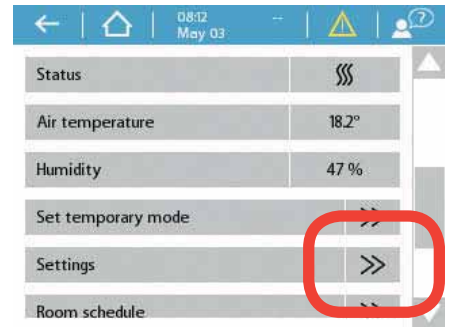 08:12 --
May 03
?
Status
Air temperature 18.2°
Humidity 47 %
Set temporary mode >>
Settings >>
Room schedule >>